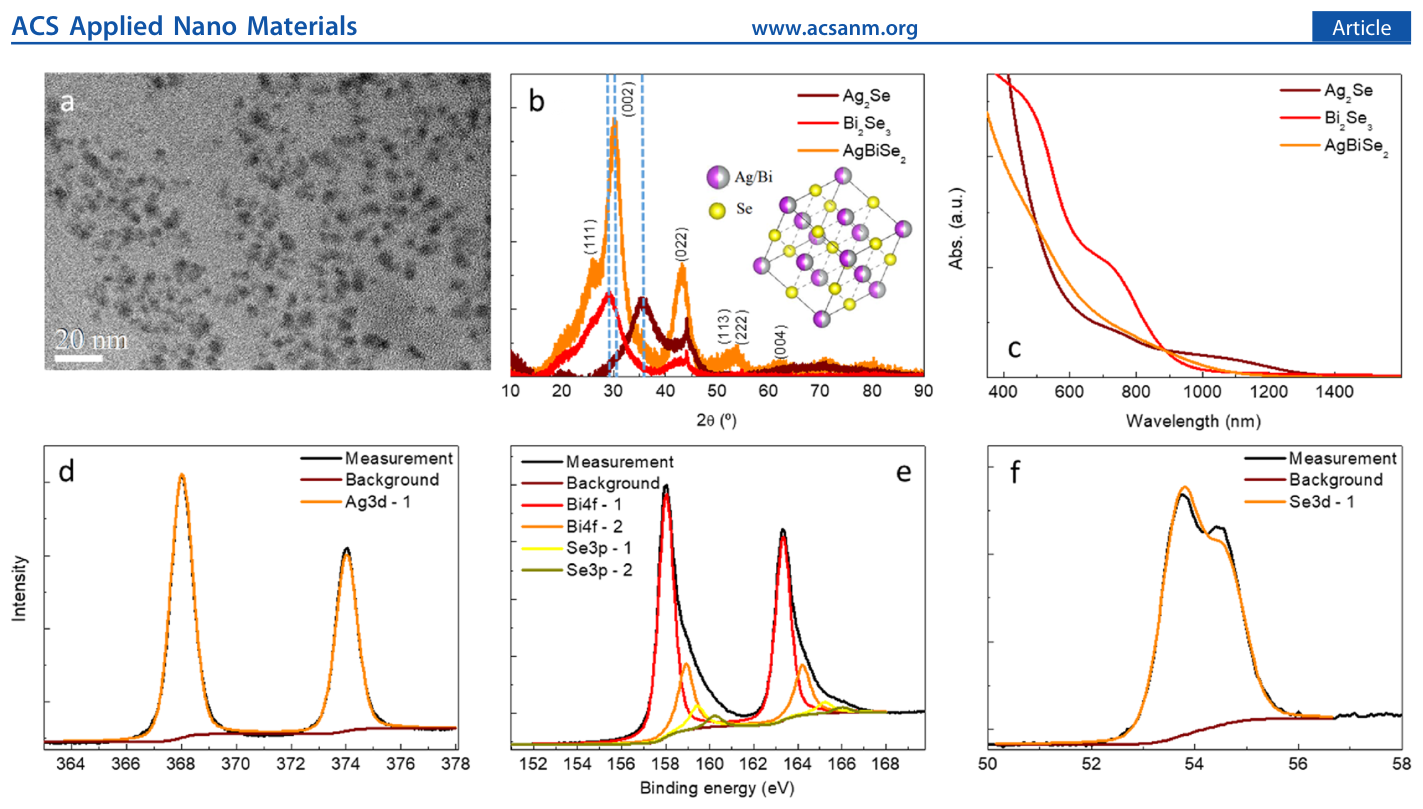 ACS Applied Nano Materials www.acsanm.org Article
a
20 nm
b
(111)
(002)
(022)
(113)
(222)
(004)
Ag₂Se
Bi₂Se₃
AgBiSe₂
Ag/Bi
Se
10 20 30 40 50 60 70 80 90
2θ (º)
Abs. (a.u.)
Ag₂Se
Bi₂Se₃
AgBiSe₂
c
400 600 800 1000 1200 1400
Wavelength (nm)
Intensity
d
Measurement
Background
Ag3d - 1
364 366 368 370 372 374 376 378
e
Measurement
Background
Bi4f - 1
Bi4f - 2
Se3p - 1
Se3p - 2
152 154 156 158 160 162 164 166 168
Binding energy (eV)
f
Measurement
Background
Se3d - 1
50 52 54 56 58